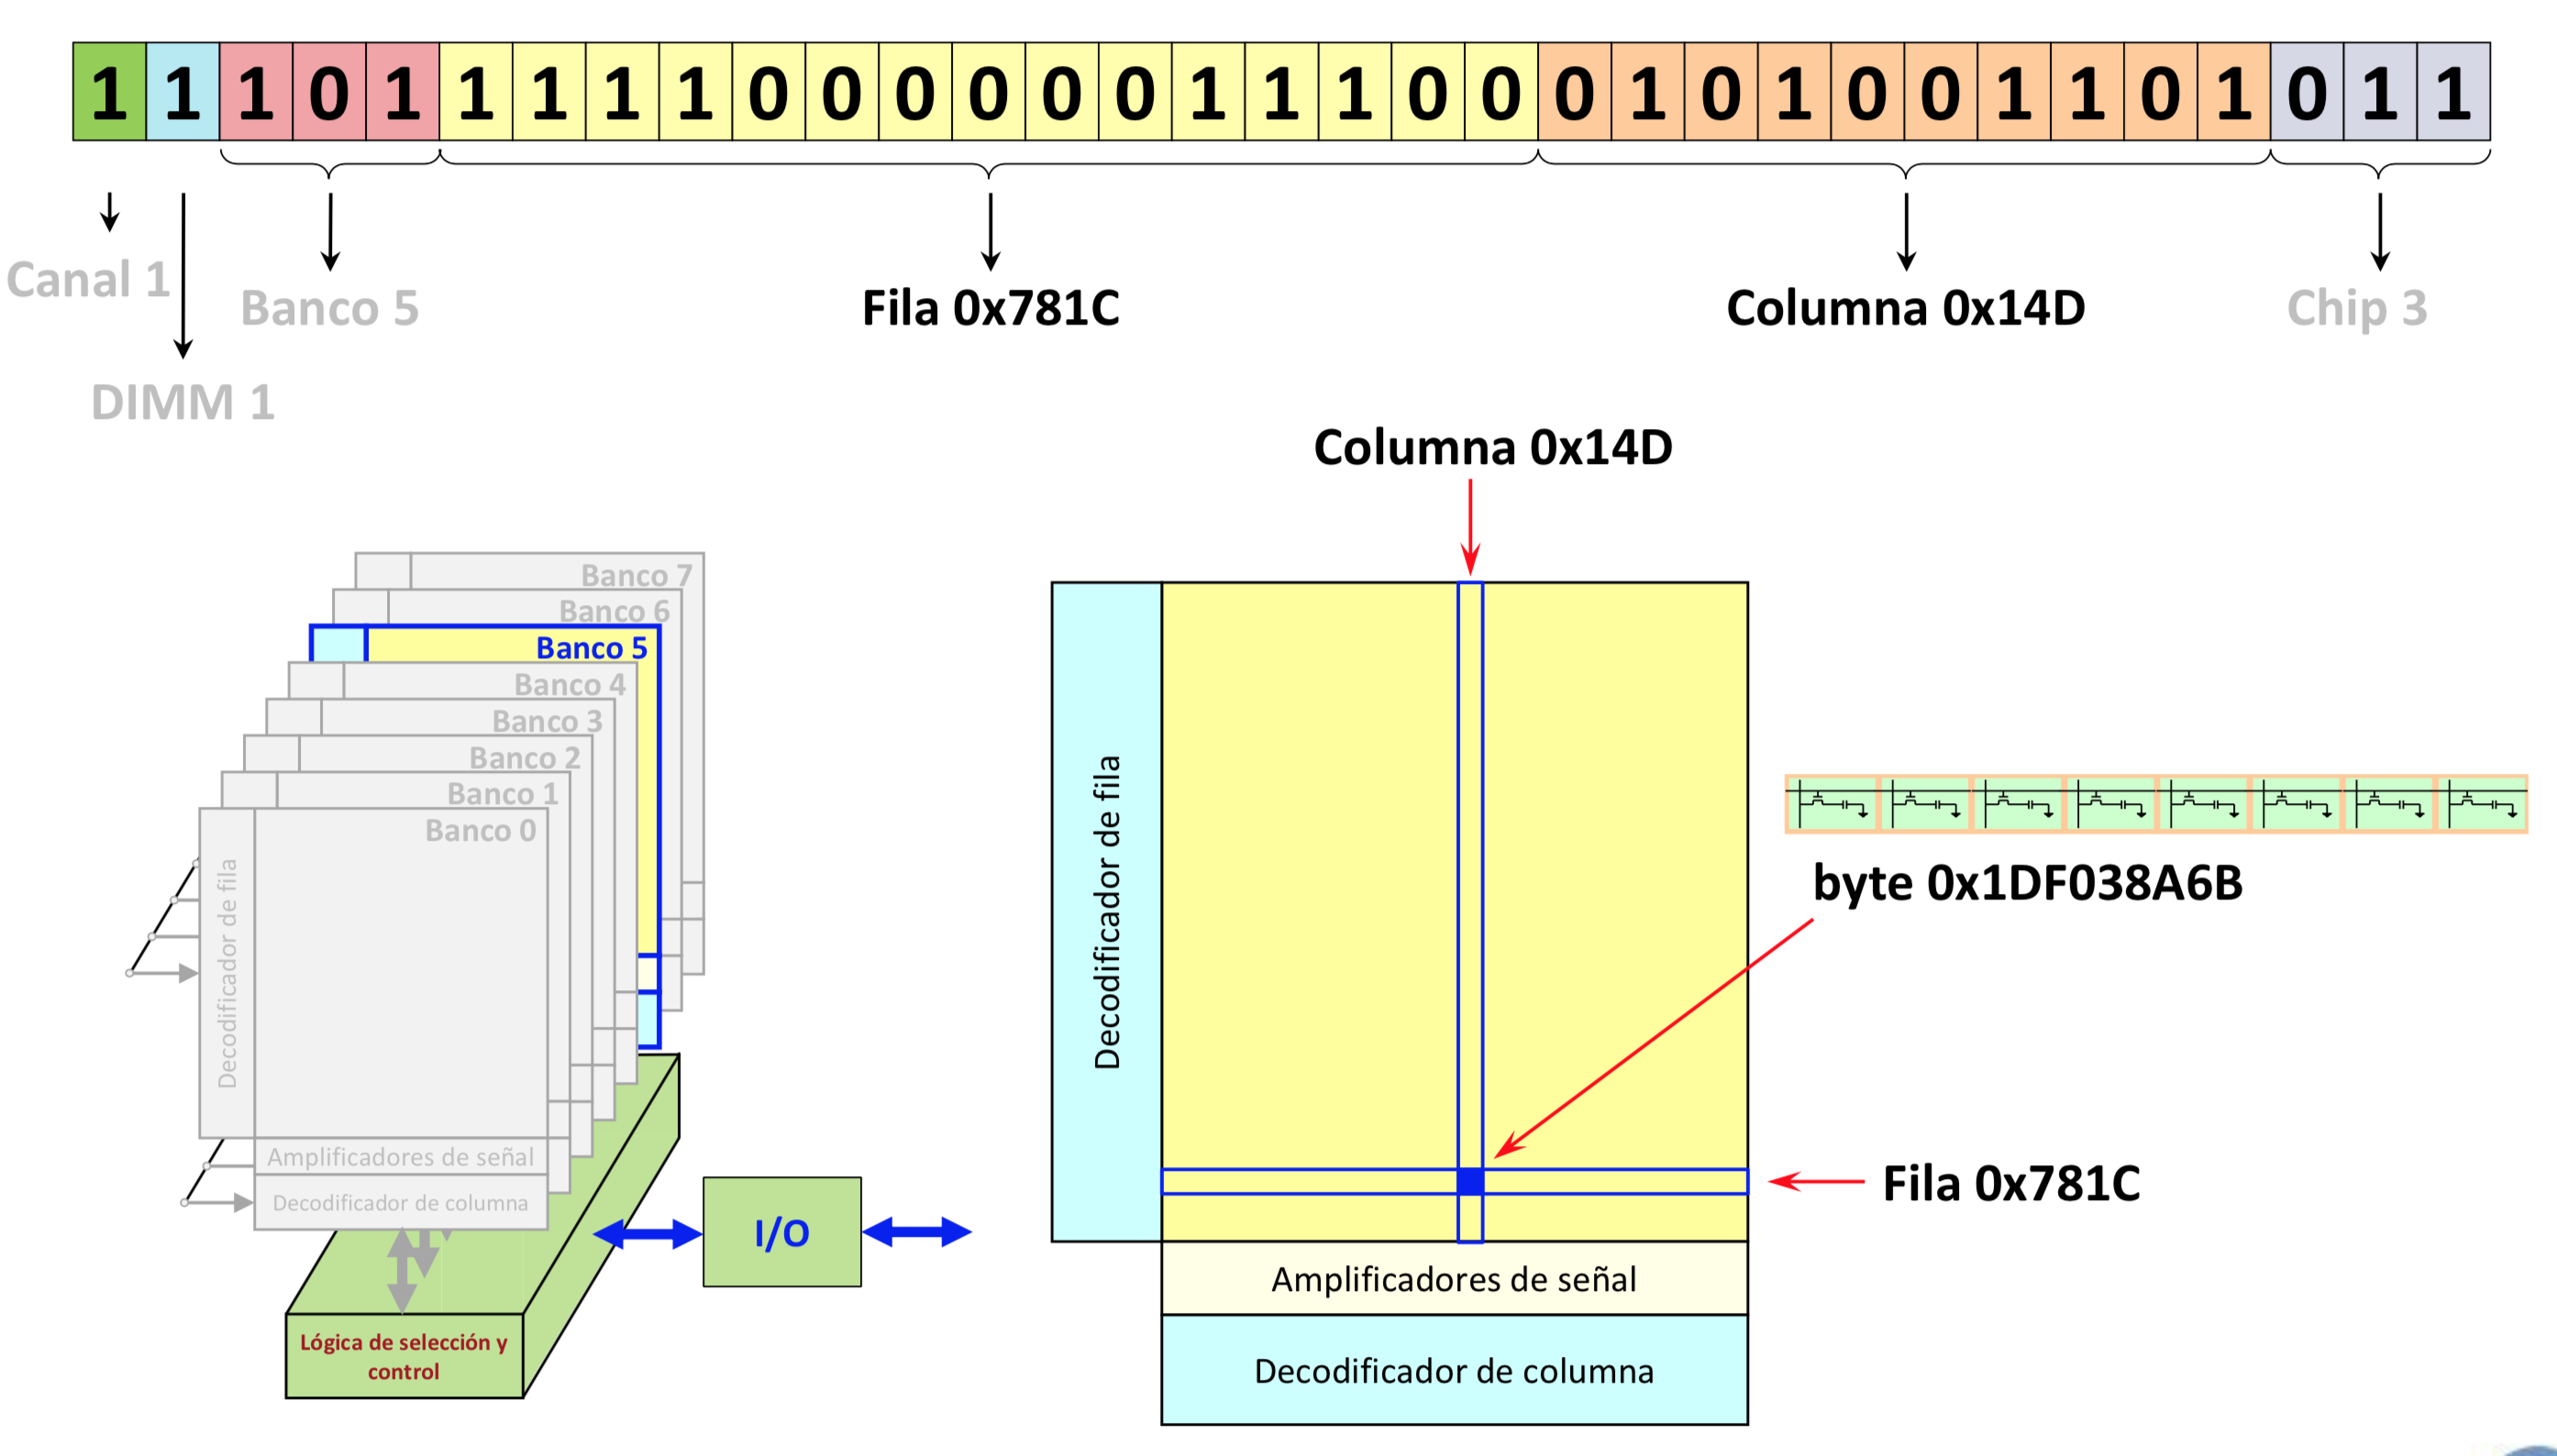 1 1 1 0 1 1 1 1 1 0 0 0 0 0 0 1 1 1 0 0 0 1 0 1 0 0 1 1 0 1 0 1 1
Canal 1
DIMM 1
Banco 5
Fila 0x781C
Columna 0x14D
Chip 3
Columna 0x14D
Banco 7
Banco 6
Banco 5
Banco 4
Banco 3
Banco 2
Banco 1
Banco 0
Decodificador de fila
Amplificadores de señal
Decodificador de columna
Lógica de selección y
control
I/O
Decodificador de fila
Amplificadores de señal
Decodificador de columna
byte 0x1DF038A6B
Fila 0x781C